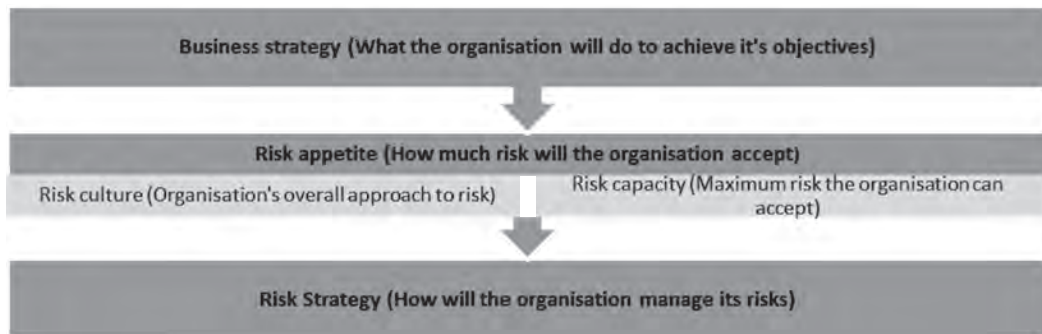 Business strategy (What the organisation will do to achieve it's objectives)
Risk appetite (How much risk will the organisation accept)
Risk culture (Organisation's overall approach to risk)
Risk capacity (Maximum risk the organisation can
accept)
Risk Strategy (How will the organisation manage its risks)